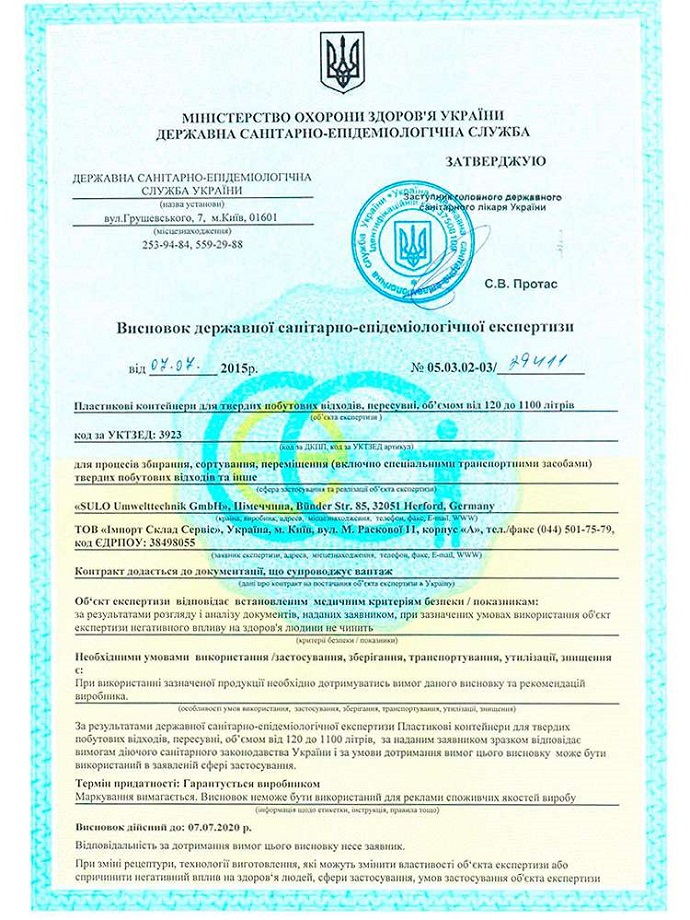 МІНІСТЕРСТВО ОХОРОНИ ЗДОРОВ'Я УКРАЇНИ
ДЕРЖАВНА САНІТАРНО-ЕПІДЕМІОЛОГІЧНА СЛУЖБА
ЗАТВЕРДЖУЮ
ДЕРЖАВНА САНІТАРНО-ЕПІДЕМІОЛОГІЧНА
СЛУЖБА УКРАЇНИ
(назва установи)
вул.Грушевського, 7, м.Київ, 01601
(місцезнаходження)
253-94-84, 559-29-88
Заступник головного державного
санітарного лікаря України
С.В. Протас
Висновок державної санітарно-епідеміологічної експертизи
від 07.07. 2015р.
№ 05.03.02-03/ 29411
Пластикові контейнери для твердих побутових відходів, пересувні, об'ємом від 120 до 1100 літрів
(об'єкта експертизи )
код за УКТЗЕД: 3923
(код за ДКПП, код за УКТЗЕД артикул)
для процесів збирання, сортування, переміщення (включно спеціальними транспортними засобами)
твердих побутових відходів та інше
(сфера застосування та реалізації об'єкта експертизи)
«SULO Umwelttechnik GmbH», Німеччина, Bünder Str. 85, 32051 Herford, Germany
(країна, виробник, адреса, місцезнаходження, телефон, факс, E-mail, WWW)
ТОВ «Імпорт Склад Сервіс», Україна, м. Київ, вул. М. Раскової 11, корпус «А», тел./факс (044) 501-75-79,
код ЄДРПОУ: 38498055
(заявник експертизи, адреса, місцезнаходження, телефон, факс, E-mail, WWW)
Контракт додається до документації, що супроводжує вантаж
(дані про контракт на постачання об'єкта експертизи в Україну)
Об'єкт експертизи відповідає встановленим медичним критеріям безпеки / показникам:
за результатами розгляду і аналізу документів, наданих заявником, при зазначених умовах використання об'єкт
експертизи негативного впливу на здоров'я людини не чинить
(критерії безпеки / показники)
Необхідними умовами використання /застосування, зберігання, транспортування, утилізації, знищення
є:
При використанні зазначеної продукції необхідно дотримуватись вимог даного висновку та рекомендацій
виробника.
(особливості умов використання, застосування, зберігання, транспортування, утилізації, знищення)
За результатами державної санітарно-епідеміологічної експертизи Пластикові контейнери для твердих
побутових відходів, пересувні, об'ємом від 120 до 1100 літрів, за наданим заявником зразком відповідає
вимогам діючого санітарного законодавства України і за умови дотримання вимог цього висновку може бути
використаний в заявленій сфері застосування.
Термін придатності: Гарантується виробником
Маркування вимагається. Висновок неможе бути використаний для реклами споживчих якостей виробу
(інформація щодо етикетки, інструкція, правила тощо)
Висновок дійсний до: 07.07.2020 р.
Відповідальність за дотримання вимог цього висновку несе заявник.
При зміні рецептури, технології виготовлення, які можуть змінити властивості об'єкта експертизи або
спричинити негативний вплив на здоров'я людей, сфери застосування, умов застосування об'єкта експертизи